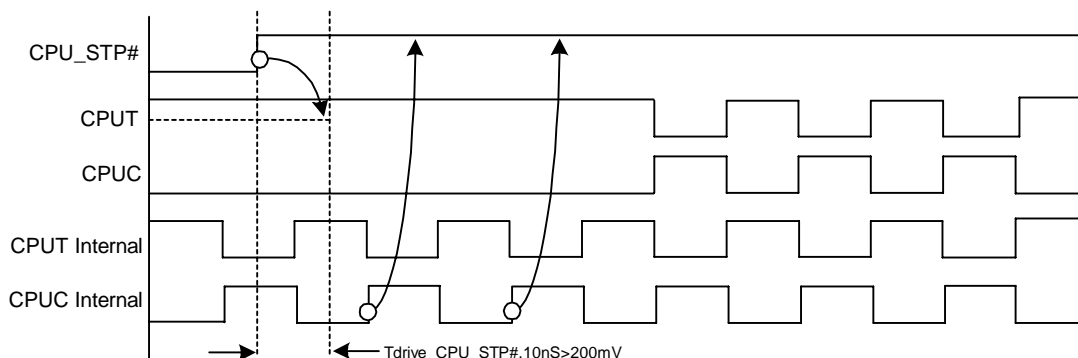 CPU_STP#
CPUT
CPUC
CPUT Internal
CPUC Internal
Tdrive_CPU_STP#,10nS>200mV